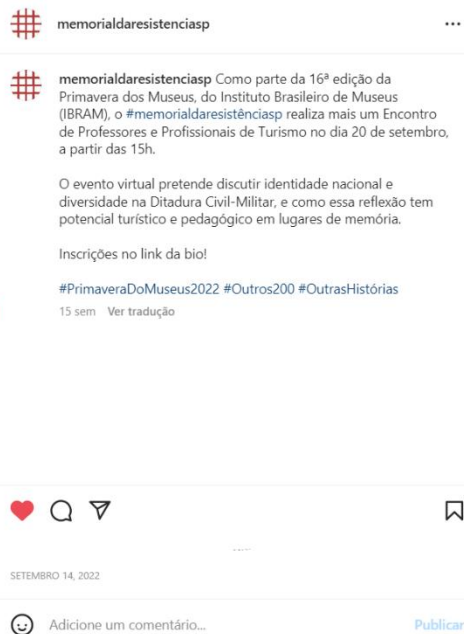 memorialdaresistenciasp
memorialdaresistenciasp Como parte da 16ª edição da
Primavera dos Museus, do Instituto Brasileiro de Museus
(IBRAM), o #memorialdaresistênciasp realiza mais um Encontro
de Professores e Profissionais de Turismo no dia 20 de setembro,
a partir das 15h.
O evento virtual pretende discutir identidade nacional e
diversidade na Ditadura Civil-Militar, e como essa reflexão tem
potencial turístico e pedagógico em lugares de memória.
Inscrições no link da bio!
#PrimaveraDoMuseus2022 #Outros200 #OutrasHistórias
15 sem Ver tradução
SETEMBRO 14, 2022
Adicione um comentário... Publicar